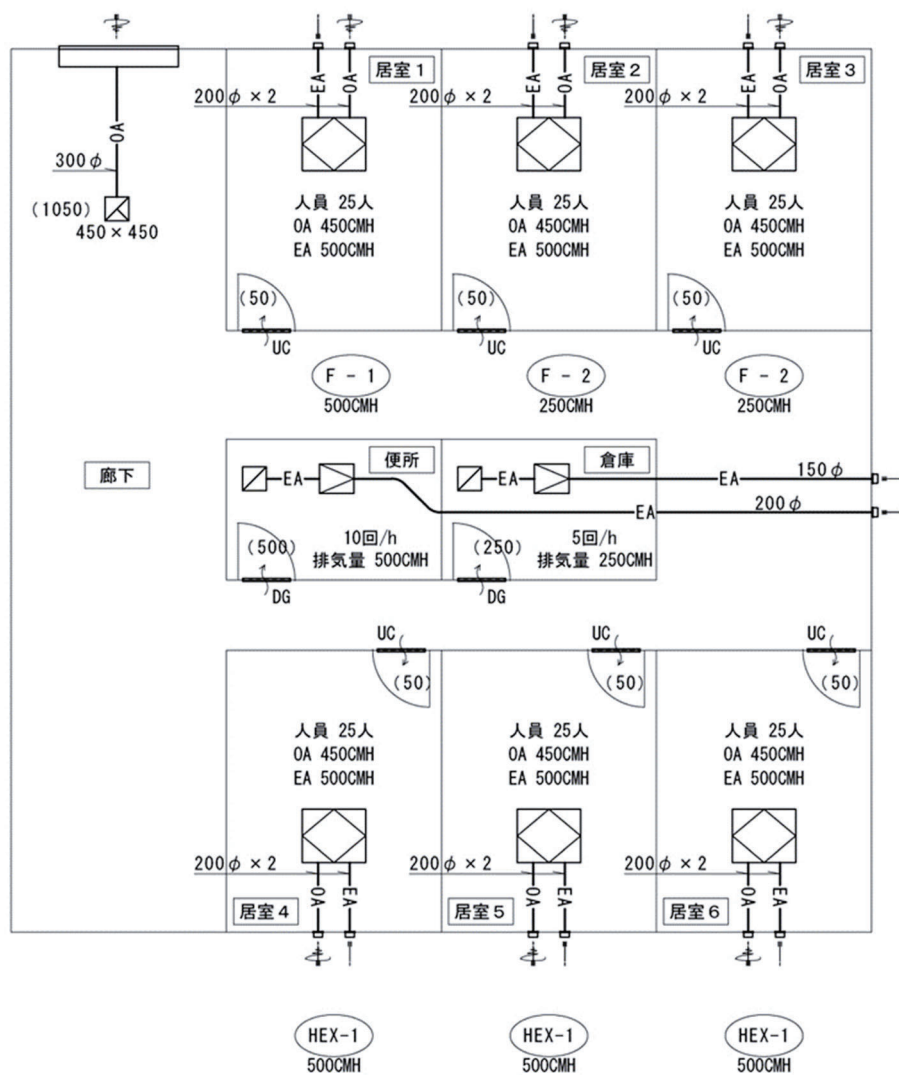 居室1
居室2
居室3
EA
OA
EA
OA
EA
OA
OA
200φ × 2
200φ × 2
200φ × 2
300φ
(1050)
450 × 450
人員 25人
OA 450CMH
EA 500CMH
人員 25人
OA 450CMH
EA 500CMH
人員 25人
OA 450CMH
EA 500CMH
(50)
(50)
(50)
UC
UC
UC
F - 1
500CMH
F - 2
250CMH
F - 2
250CMH
廊下
便所
倉庫
EA
EA
EA
150φ
EA
200φ
(500)
10回/h
排気量 500CMH
(250)
5回/h
排気量 250CMH
DG
DG
UC
UC
UC
(50)
(50)
(50)
人員 25人
OA 450CMH
EA 500CMH
人員 25人
OA 450CMH
EA 500CMH
人員 25人
OA 450CMH
EA 500CMH
200φ × 2
200φ × 2
200φ × 2
OA
EA
OA
EA
OA
EA
居室4
居室5
居室6
HEX-1
500CMH
HEX-1
500CMH
HEX-1
500CMH